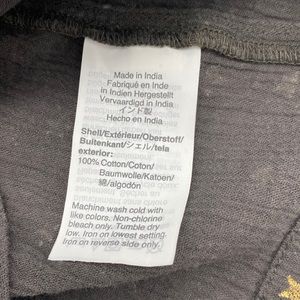 Made in India
Fabriqué en Inde
in Indien Hergestellt
Vervaardigd in India
インド製
Hecho en India
Shell/Extérieur/Oberstoff/
Buitenkant/シェル/tela
exterior:
100%Cotton/Coton/
Baumwolle/Katoen/
綿/algodón
Machine wash cold with
like colors. Non-chlorine
bleach only. Tumble dry
low. Iron on lowest setting.
Iron on reverse side only.